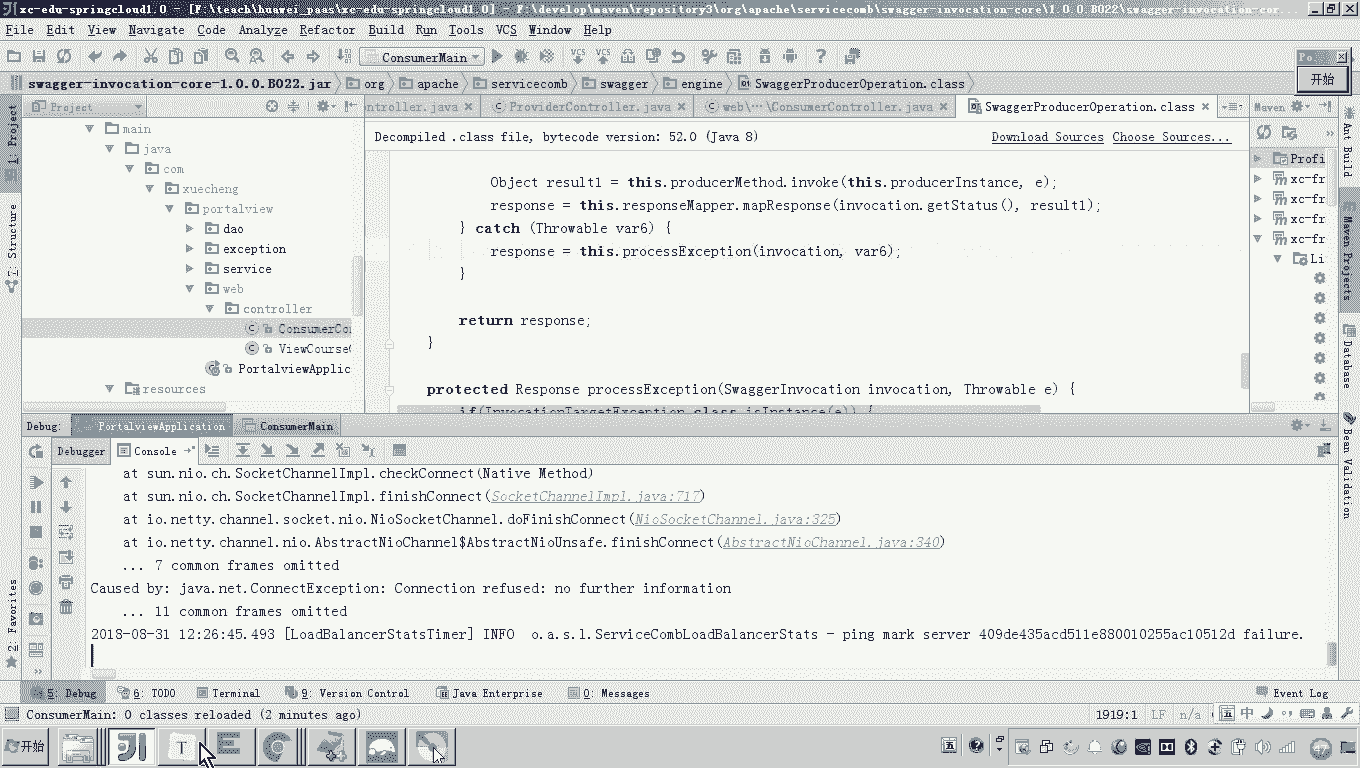 xc-edu-springcloud1.0 - [F:\teach\huawei_paas\xc-edu-springcloud1.0] - F:\develop\maven\repository3\org\apache\servicecomb\swagger-invocation-core\1.0.0.B022\swagger-invocation-cor...
File Edit View Navigate Code Analyze Refactor Build Run Tools VCS Window Help
ConsumerMain
VCS VCS
开始
swagger-invocation-core-1.0.0.B022.jar org apache servicecomb swagger engine SwaggerProducerOperation.class
1: Project
7: Structure
2: Favorites
Project
ntroller.java ProviderController.java web\...\ConsumerController.java SwaggerProducerOperation.class
Maven
Decompiled .class file, bytecode version: 52.0 (Java 8) Download Sources Choose Sources...
main
java
com
xuecheng
portalview
dao
exception
service
web
controller
ConsumerCo
ViewCourse
PortalviewApplic
resources
Object result1 = this.producerMethod.invoke(this.producerInstance, e);
response = this.responseMapper.mapResponse(invocation.getStatus(), result1);
} catch (Throwable var6) {
response = this.processException(invocation, var6);
}
return response;
}
protected Response processException(SwaggerInvocation invocation, Throwable e) {
if(InvocationTargetException.class.isInstance(e)) {
Profi
xc-fr
xc-fr
xc-fr
xc-fr
Li
Ant Build
Maven Projects
Database
Bean Validation
Debug: PortalviewApplication ConsumerMain
Debugger Console
at sun.nio.ch.SocketChannelImpl.checkConnect(Native Method)
at sun.nio.ch.SocketChannelImpl.finishConnect(SocketChannelImpl.java:717)
at io.netty.channel.socket.nio.NioSocketChannel.doFinishConnect(NioSocketChannel.java:325)
at io.netty.channel.nio.AbstractNioChannel$AbstractNioUnsafe.finishConnect(AbstractNioChannel.java:340)
... 7 common frames omitted
Caused by: java.net.ConnectException: Connection refused: no further information
... 11 common frames omitted
2018-08-31 12:26:45.493 [LoadBalancerStatsTimer] INFO o.a.s.l.ServiceCombLoadBalancerStats - ping mark server 409de435acd511e880010255ac10512d failure.
5: Debug 6: TODO Terminal 9: Version Control Java Enterprise 0: Messages Event Log
ConsumerMain: 0 classes reloaded (2 minutes ago) 1919:1 LF n/a 五 中
开始 五